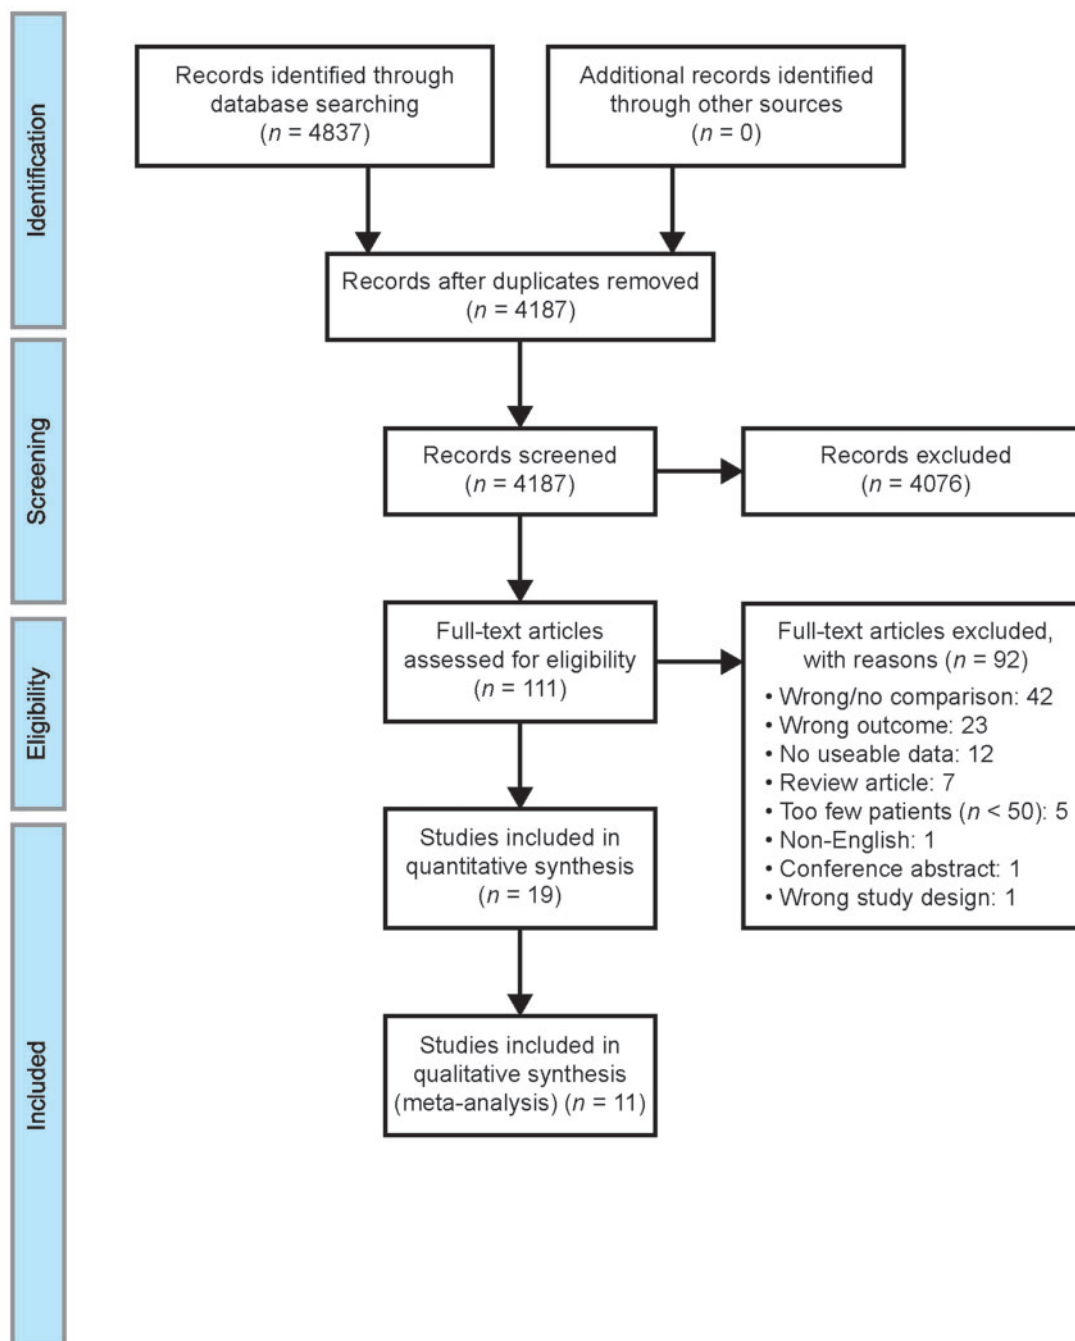 Identification
Records identified through
database searching
(n = 4837)
Additional records identified
through other sources
(n = 0)
Records after duplicates removed
(n = 4187)
Screening
Records screened
(n = 4187)
Records excluded
(n = 4076)
Eligibility
Full-text articles
assessed for eligibility
(n = 111)
Full-text articles excluded,
with reasons (n = 92)
• Wrong/no comparison: 42
• Wrong outcome: 23
• No useable data: 12
• Review article: 7
• Too few patients (n < 50): 5
• Non-English: 1
• Conference abstract: 1
• Wrong study design: 1
Included
Studies included in
quantitative synthesis
(n = 19)
Studies included in
qualitative synthesis
(meta-analysis) (n = 11)